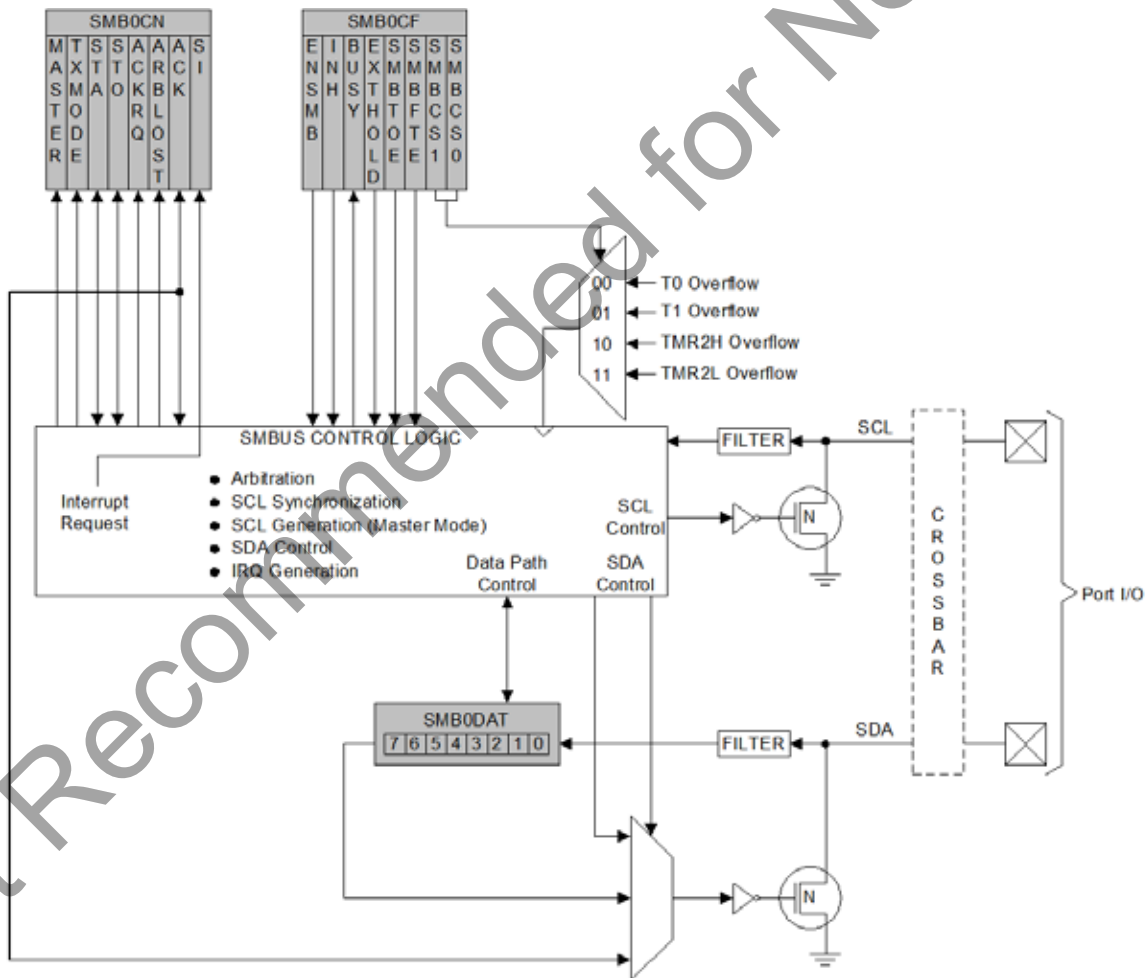 SMB0CN
MASTER
TXMODE
STA
STO
ACKRQ
ARBLOST
ACK
SI
SMB0CF
ENSMB
INH
BUSY
EXTHOLD
SMBTOE
SMBFTE
SMBCS1
SMBCS0
00
T0 Overflow
01
T1 Overflow
10
TMR2H Overflow
11
TMR2L Overflow
SMBUS CONTROL LOGIC
Interrupt
Request
Arbitration
SCL Synchronization
SCL Generation (Master Mode)
SDA Control
IRQ Generation
SCL
Control
Data Path
Control
SDA
Control
FILTER
SCL
N
CROSSBAR
Port I/O
SMB0DAT
7 6 5 4 3 2 1 0
FILTER
SDA
N
Recommended for